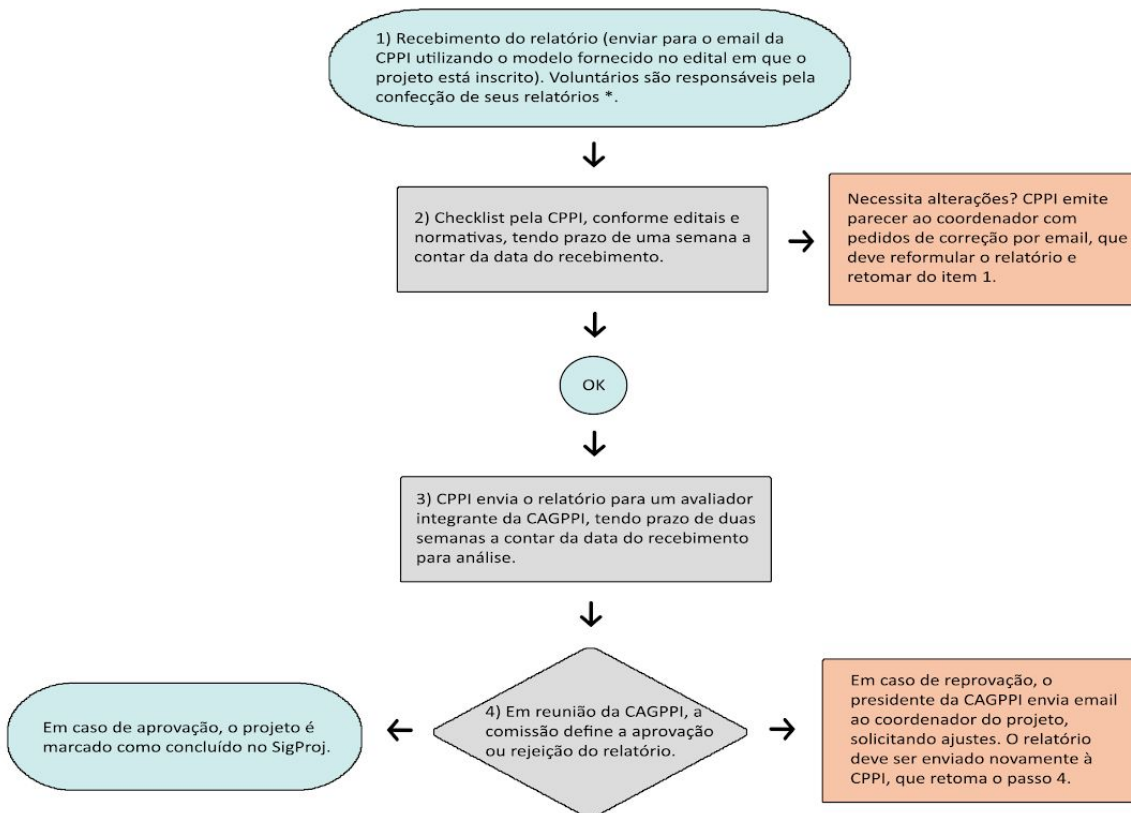 1) Recebimento do relatório (enviar para o email da
CPPI utilizando o modelo fornecido no edital em que o
projeto está inscrito). Voluntários são responsáveis pela
confecção de seus relatórios *.
2) Checklist pela CPPI, conforme editais e
normativas, tendo prazo de uma semana a
contar da data do recebimento.
Necessita alterações? CPPI emite
parecer ao coordenador com
pedidos de correção por email, que
deve reformular o relatório e
retomar do item 1.
OK
3) CPPI envia o relatório para um avaliador
integrante da CAGPPI, tendo prazo de duas
semanas a contar da data do recebimento
para análise.
Em caso de aprovação, o projeto é
marcado como concluído no SigProj.
4) Em reunião da CAGPPI, a
comissão define a aprovação
ou rejeição do relatório.
Em caso de reprovação, o
presidente da CAGPPI envia email
ao coordenador do projeto,
solicitando ajustes. O relatório
deve ser enviado novamente à
CPPI, que retoma o passo 4.